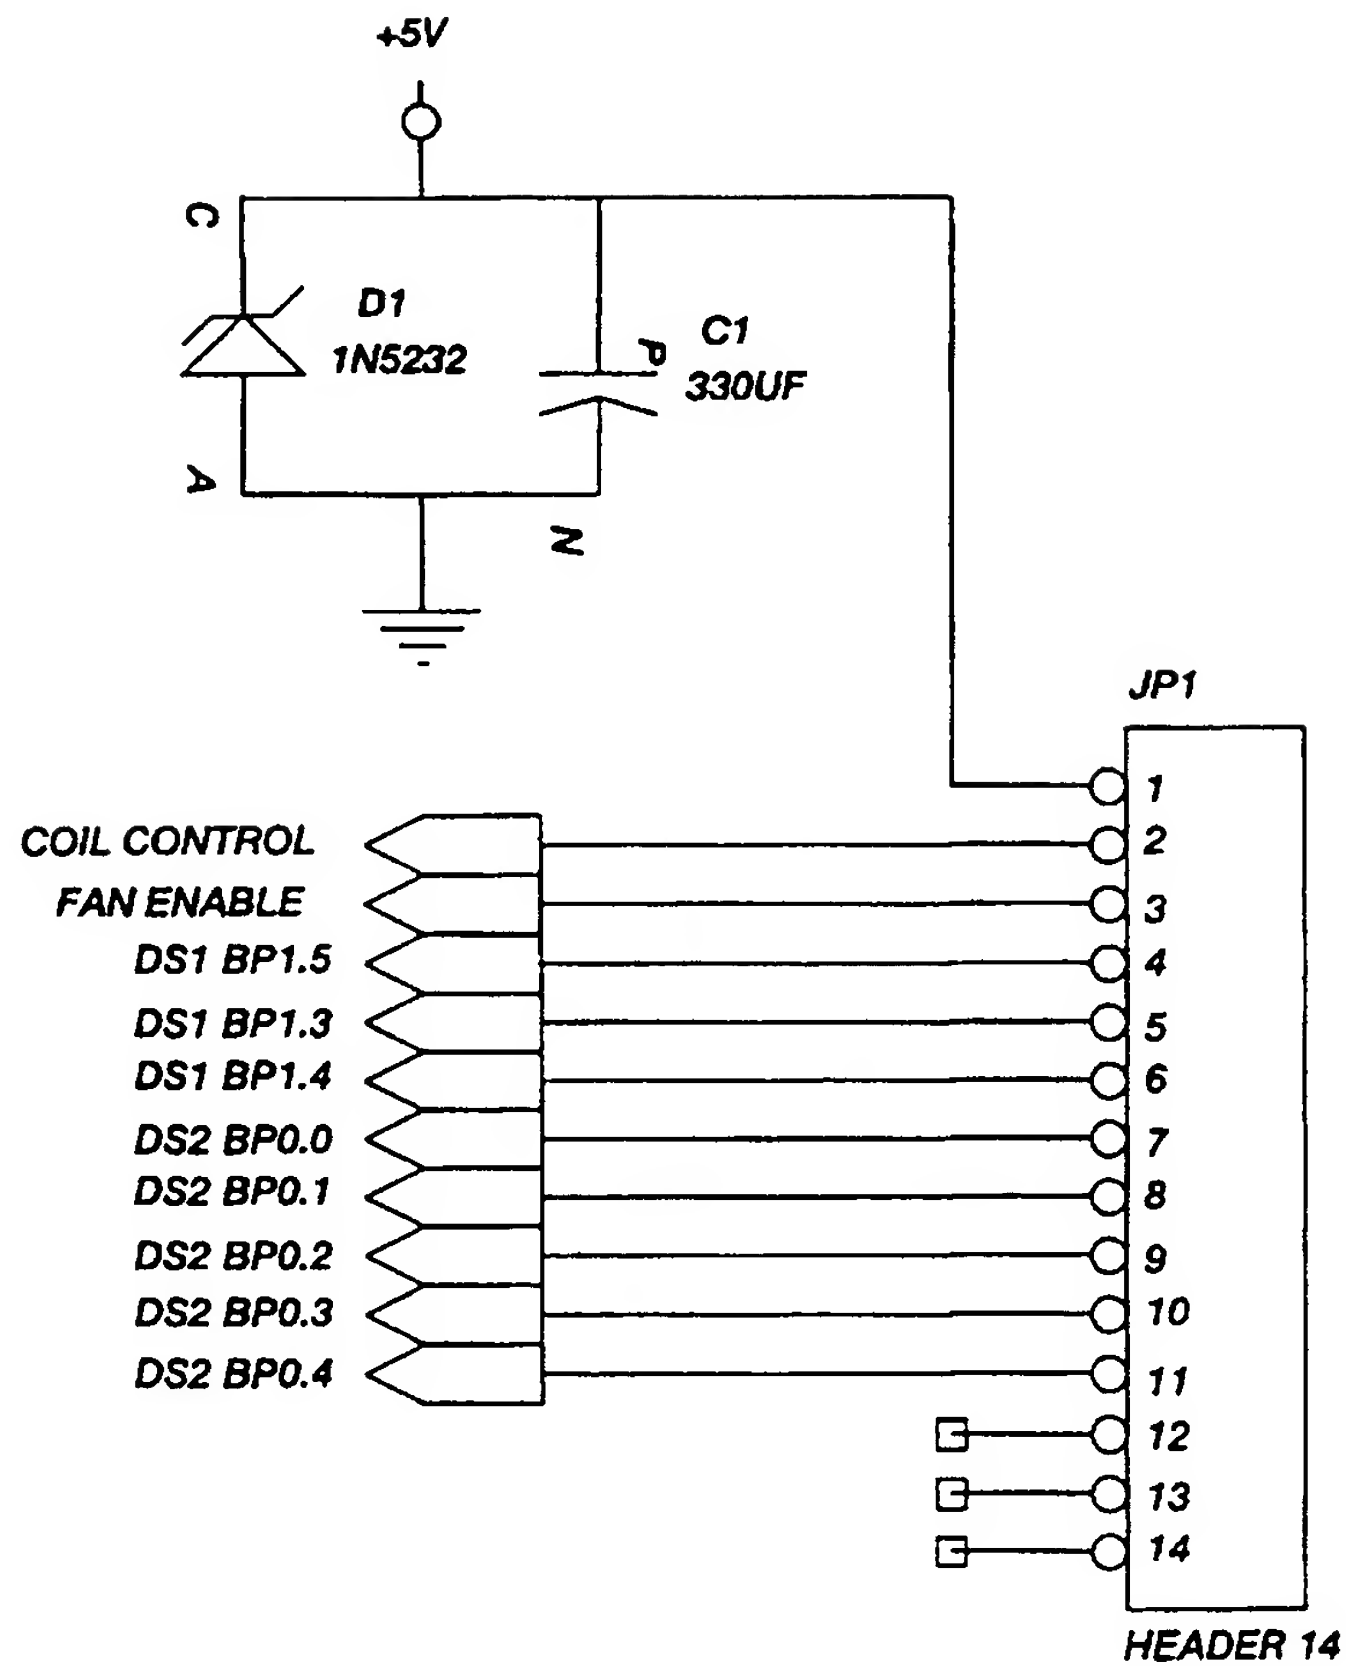 +5V
C
D1
1N5232
P
C1
330UF
A
N
JP1
1
COIL CONTROL 2
FAN ENABLE 3
DS1 BP1.5 4
DS1 BP1.3 5
DS1 BP1.4 6
DS2 BP0.0 7
DS2 BP0.1 8
DS2 BP0.2 9
DS2 BP0.3 10
DS2 BP0.4 11
12
13
14
HEADER 14